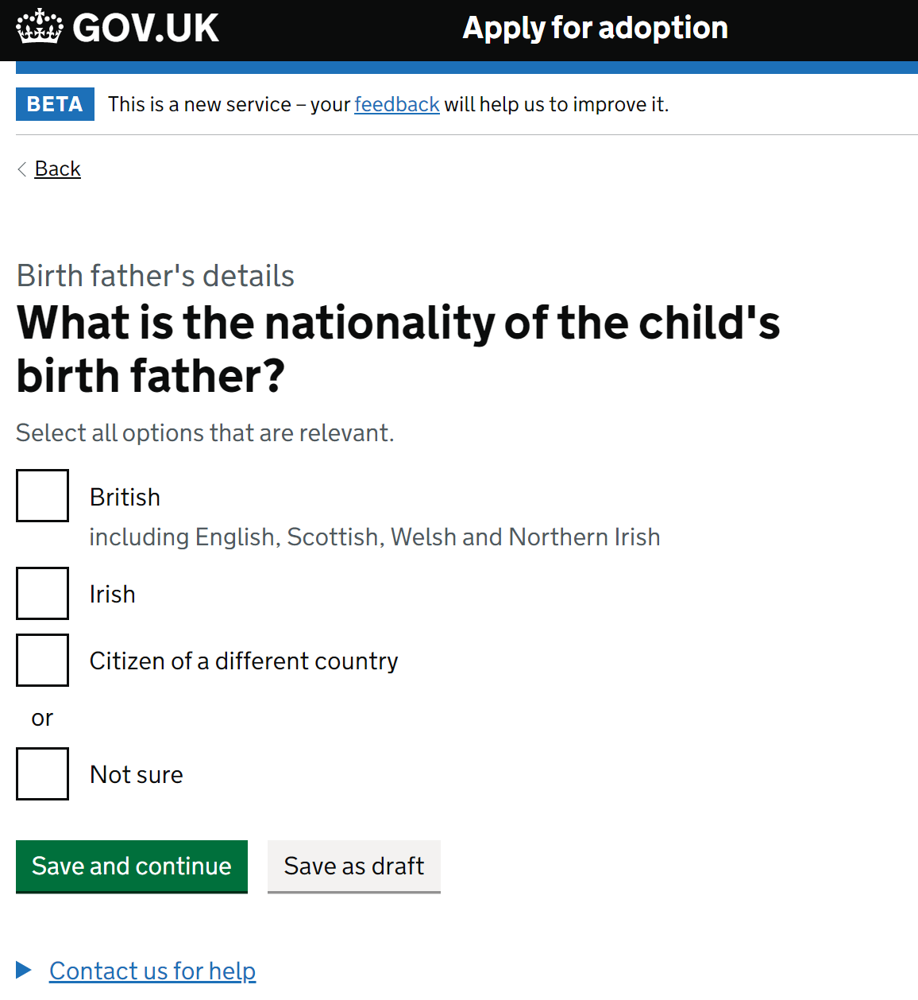 GOV.UK Apply for adoption
BETA This is a new service – your feedback will help us to improve it.
Back
Birth father's details
What is the nationality of the child's
birth father?
Select all options that are relevant.
British
including English, Scottish, Welsh and Northern Irish
Irish
Citizen of a different country
or
Not sure
Save and continue Save as draft
Contact us for help